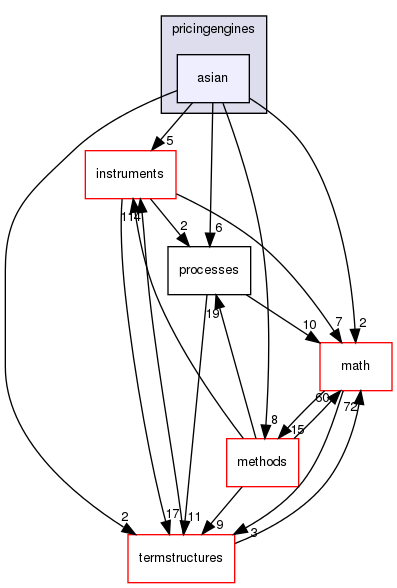 pricingengines
asian
5
instruments
114
2
6
processes
19
10
7
2
math
60
72
8
15
methods
2
17
11
9
3
termstructures